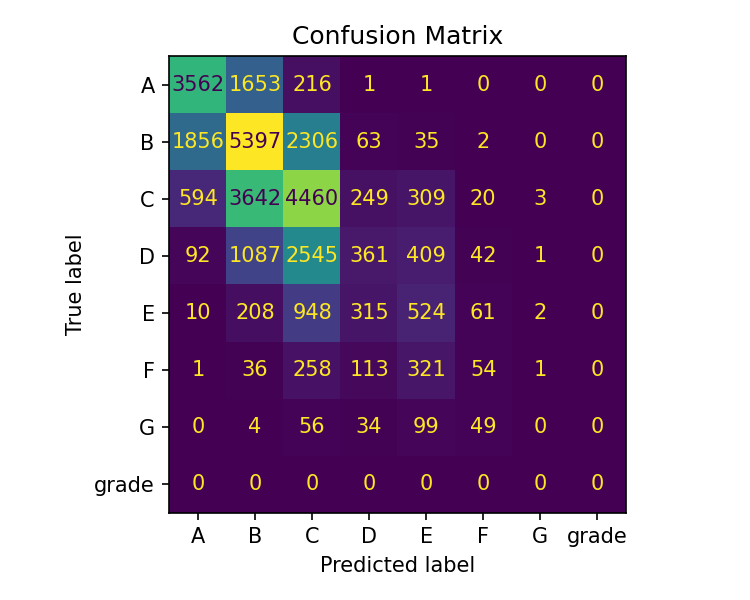 Confusion Matrix
A 3562 1653 216 1 1 0 0 0
B 1856 5397 2306 63 35 2 0 0
C 594 3642 4460 249 309 20 3 0
D 92 1087 2545 361 409 42 1 0
E 10 208 948 315 524 61 2 0
F 1 36 258 113 321 54 1 0
G 0 4 56 34 99 49 0 0
grade 0 0 0 0 0 0 0 0
A B C D E F G grade
Predicted label
True label